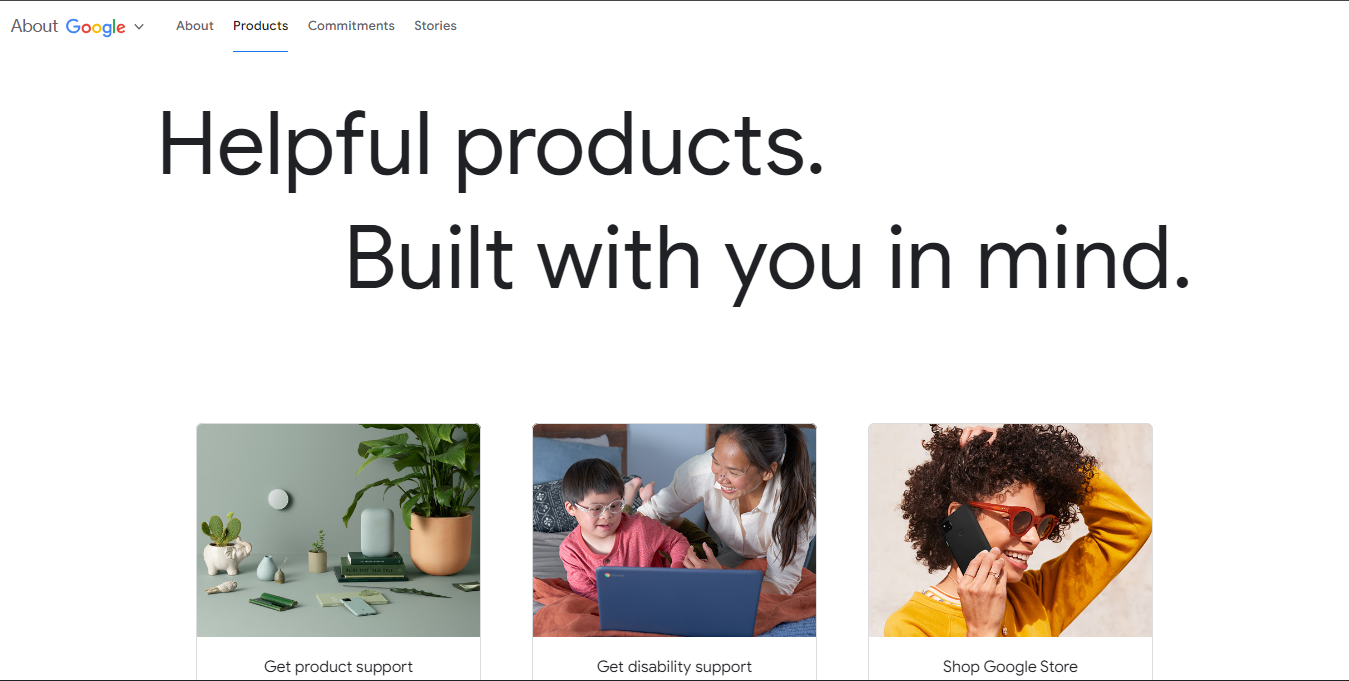 About Google About Products Commitments Stories
Helpful products.
Built with you in mind.
Get product support Get disability support Shop Google Store